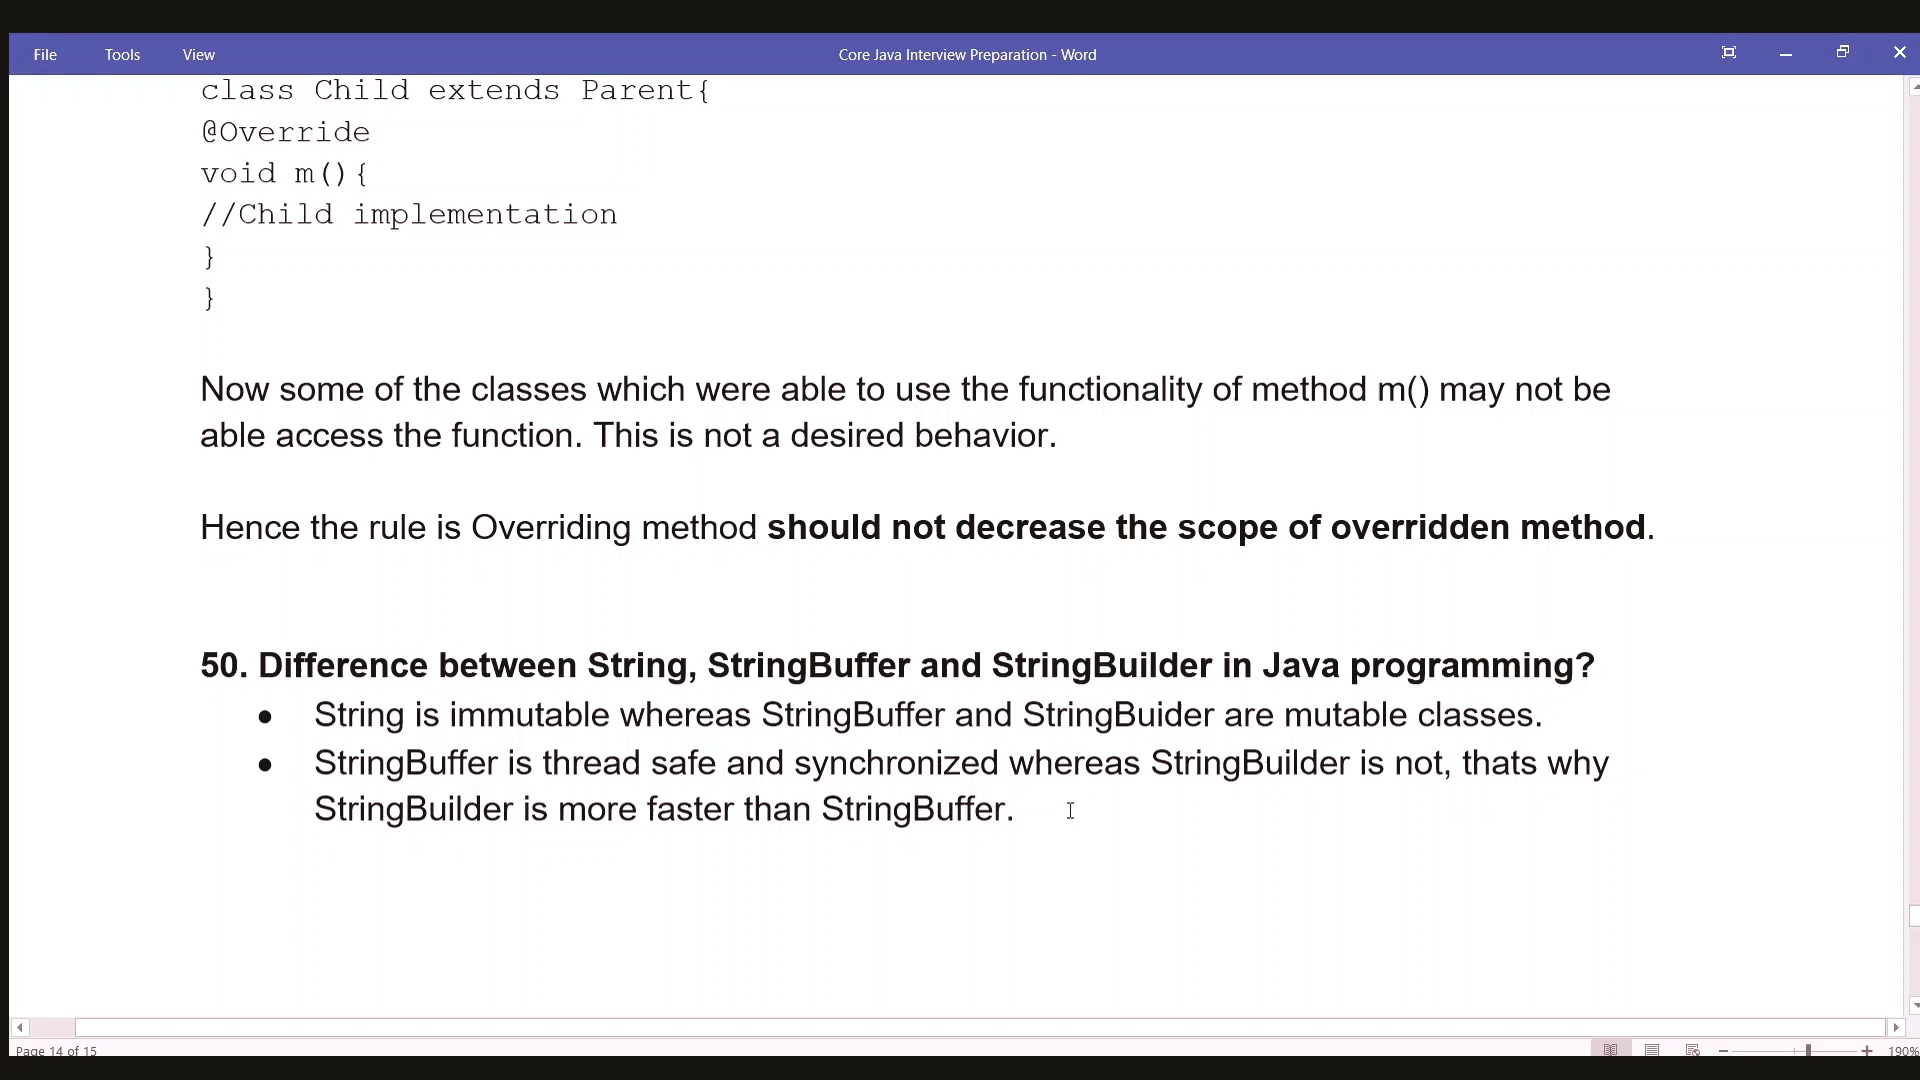 File Tools View Core Java Interview Preparation - Word
class Child extends Parent{
@Override
void m(){
//Child implementation
}
}
Now some of the classes which were able to use the functionality of method m() may not be
able access the function. This is not a desired behavior.
Hence the rule is Overriding method should not decrease the scope of overridden method.
50. Difference between String, StringBuffer and StringBuilder in Java programming?
● String is immutable whereas StringBuffer and StringBuider are mutable classes.
● StringBuffer is thread safe and synchronized whereas StringBuilder is not, thats why
StringBuilder is more faster than StringBuffer.
Page 14 of 15 190%